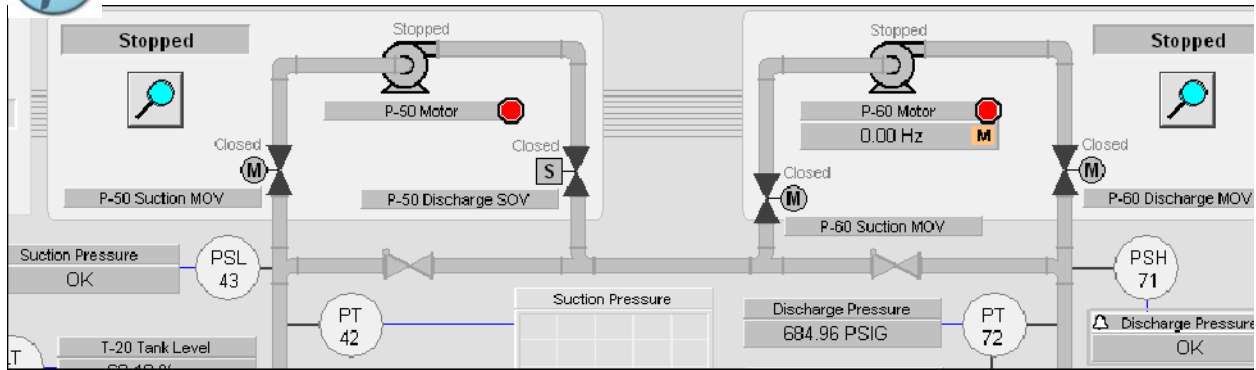 Stopped
Stopped
Stopped
Stopped
P-50 Motor
P-60 Motor
0.00 Hz M
Closed
Closed
Closed
Closed
M
S
M
M
P-50 Suction MOV
P-50 Discharge SOV
P-60 Suction MOV
P-60 Discharge MOV
Suction Pressure
OK
PSL
43
PSH
71
PT
42
Suction Pressure
Discharge Pressure
684.96 PSIG
PT
72
Discharge Pressure
OK
T-20 Tank Level